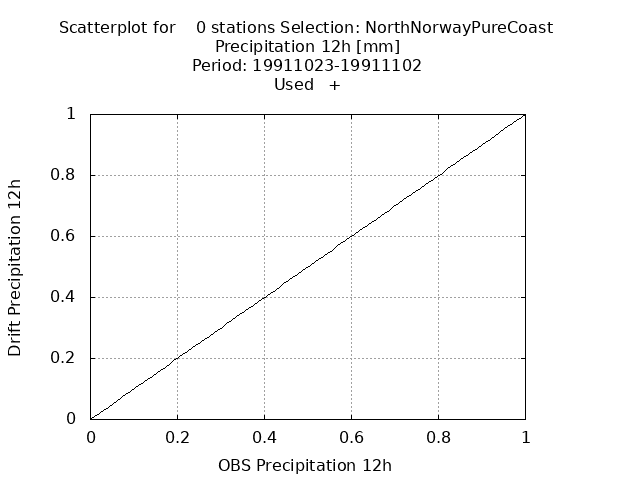 Scatterplot for    0 stations Selection: NorthNorwayPureCoast
Precipitation 12h [mm]
Period: 19911023-19911102
Used   +
1
0.8
0.6
0.4
0.2
0
Drift Precipitation 12h
0 0.2 0.4 0.6 0.8 1
OBS Precipitation 12h